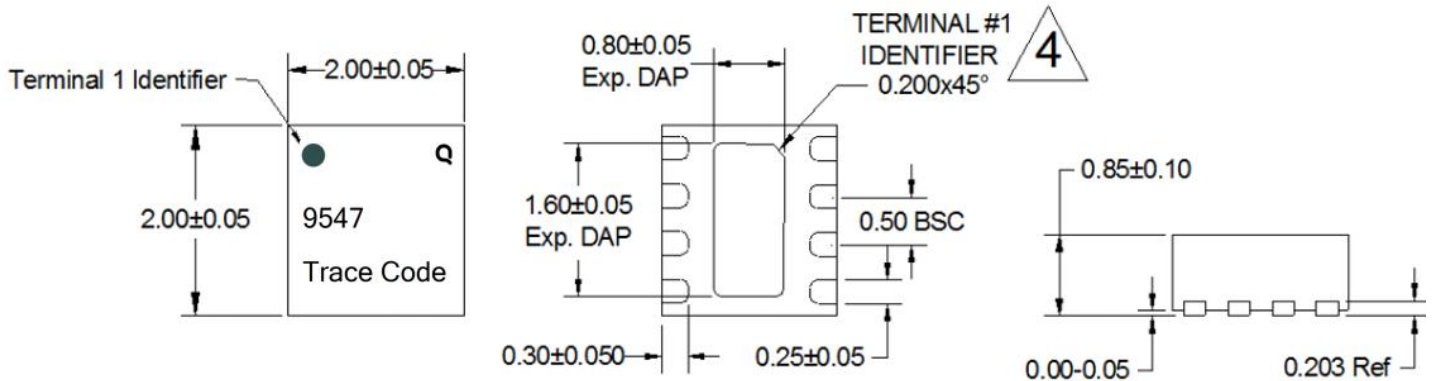 Terminal 1 Identifier
2.00±0.05
2.00±0.05
Q
9547
Trace Code
0.80±0.05
Exp. DAP
TERMINAL #1
IDENTIFIER
0.200x45°
4
1.60±0.05
Exp. DAP
0.50 BSC
0.30±0.050
0.25±0.05
0.85±0.10
0.00-0.05
0.203 Ref